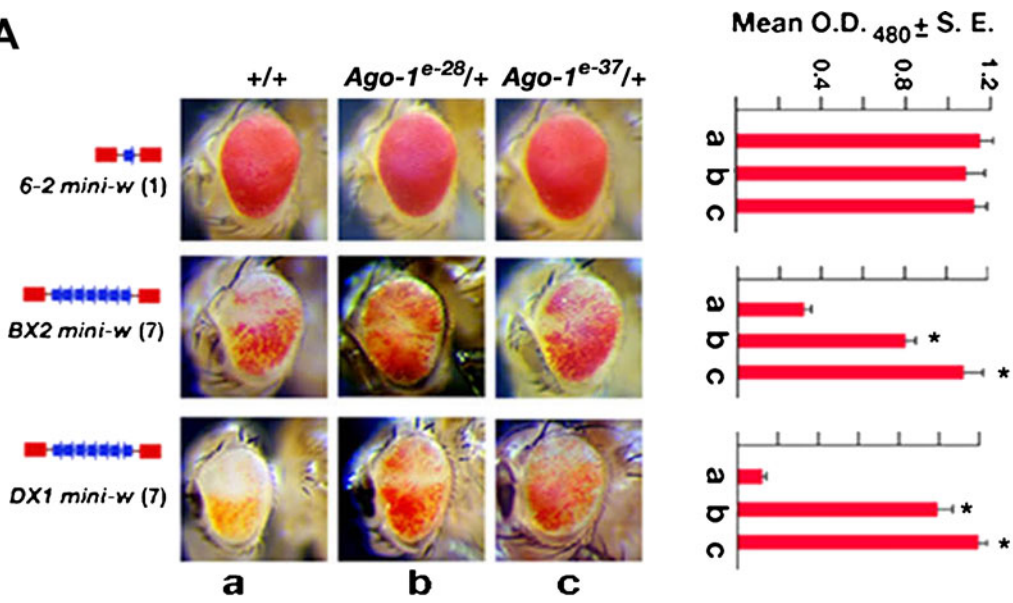 A
Mean O.D. 480 ± S. E.
+/+ Ago-1e-28/+ Ago-1e-37/+
0.4 0.8 1.2
6-2 mini-w (1)
a
b
c
BX2 mini-w (7)
a
b *
c *
DX1 mini-w (7)
a
b *
c *
a b c